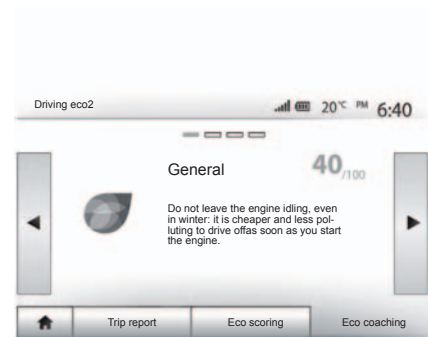 Driving eco2
20°C PM 6:40
General
40/100
Do not leave the engine idling, even
in winter: it is cheaper and less pol-
luting to drive offas soon as you start
the engine.
Trip report
Eco scoring
Eco coaching